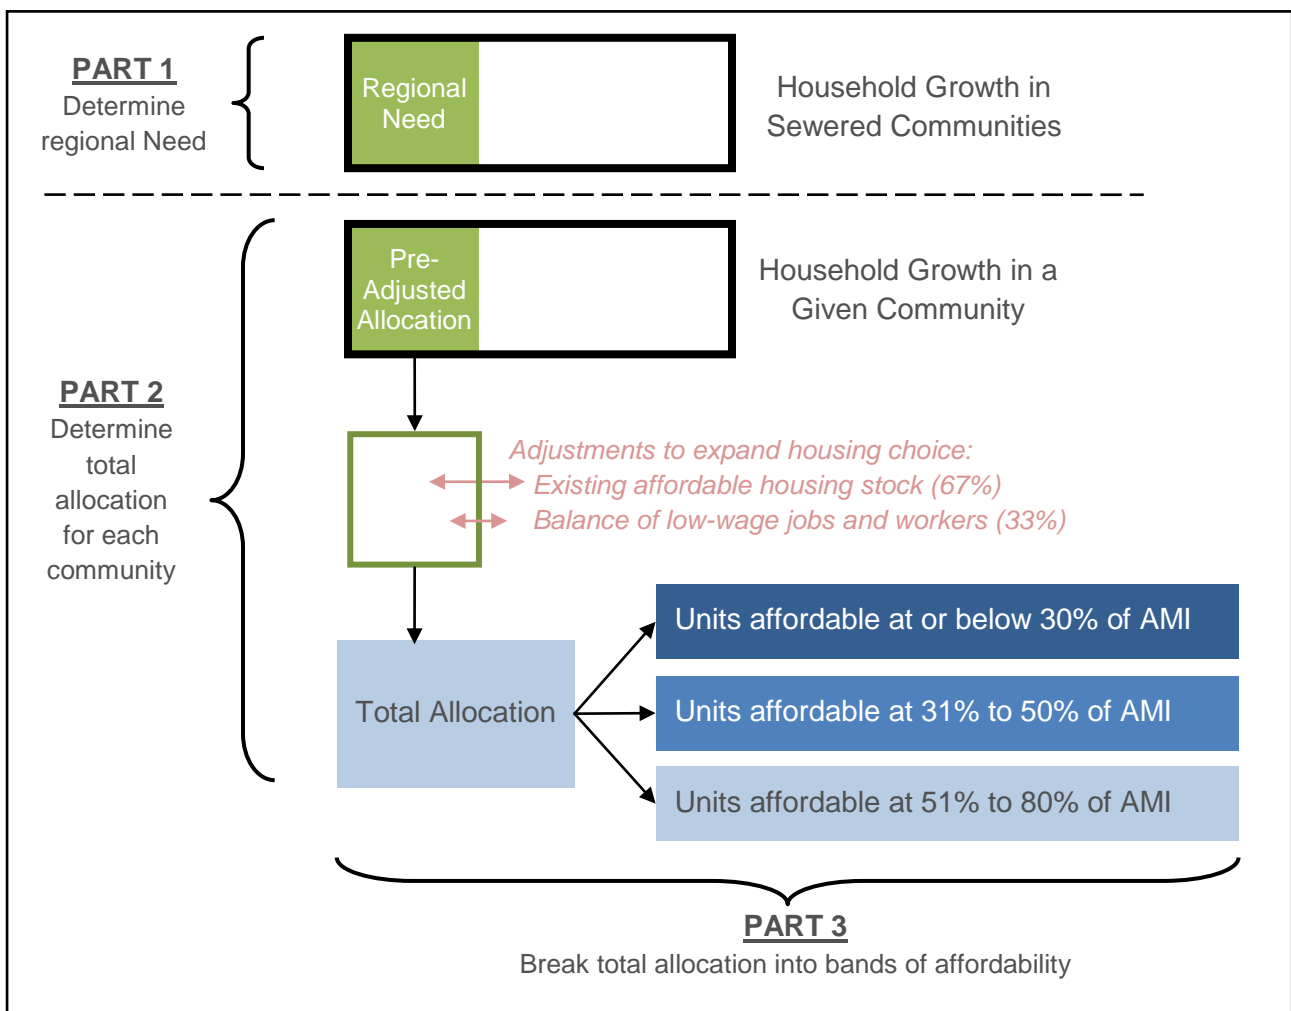 PART 1
Determine
regional Need
Regional
Need
Household Growth in
Sewered Communities
Pre-
Adjusted
Allocation
Household Growth in a
Given Community
PART 2
Determine
total
allocation
for each
community
Adjustments to expand housing choice:
Existing affordable housing stock (67%)
Balance of low-wage jobs and workers (33%)
Total Allocation
Units affordable at or below 30% of AMI
Units affordable at 31% to 50% of AMI
Units affordable at 51% to 80% of AMI
PART 3
Break total allocation into bands of affordability